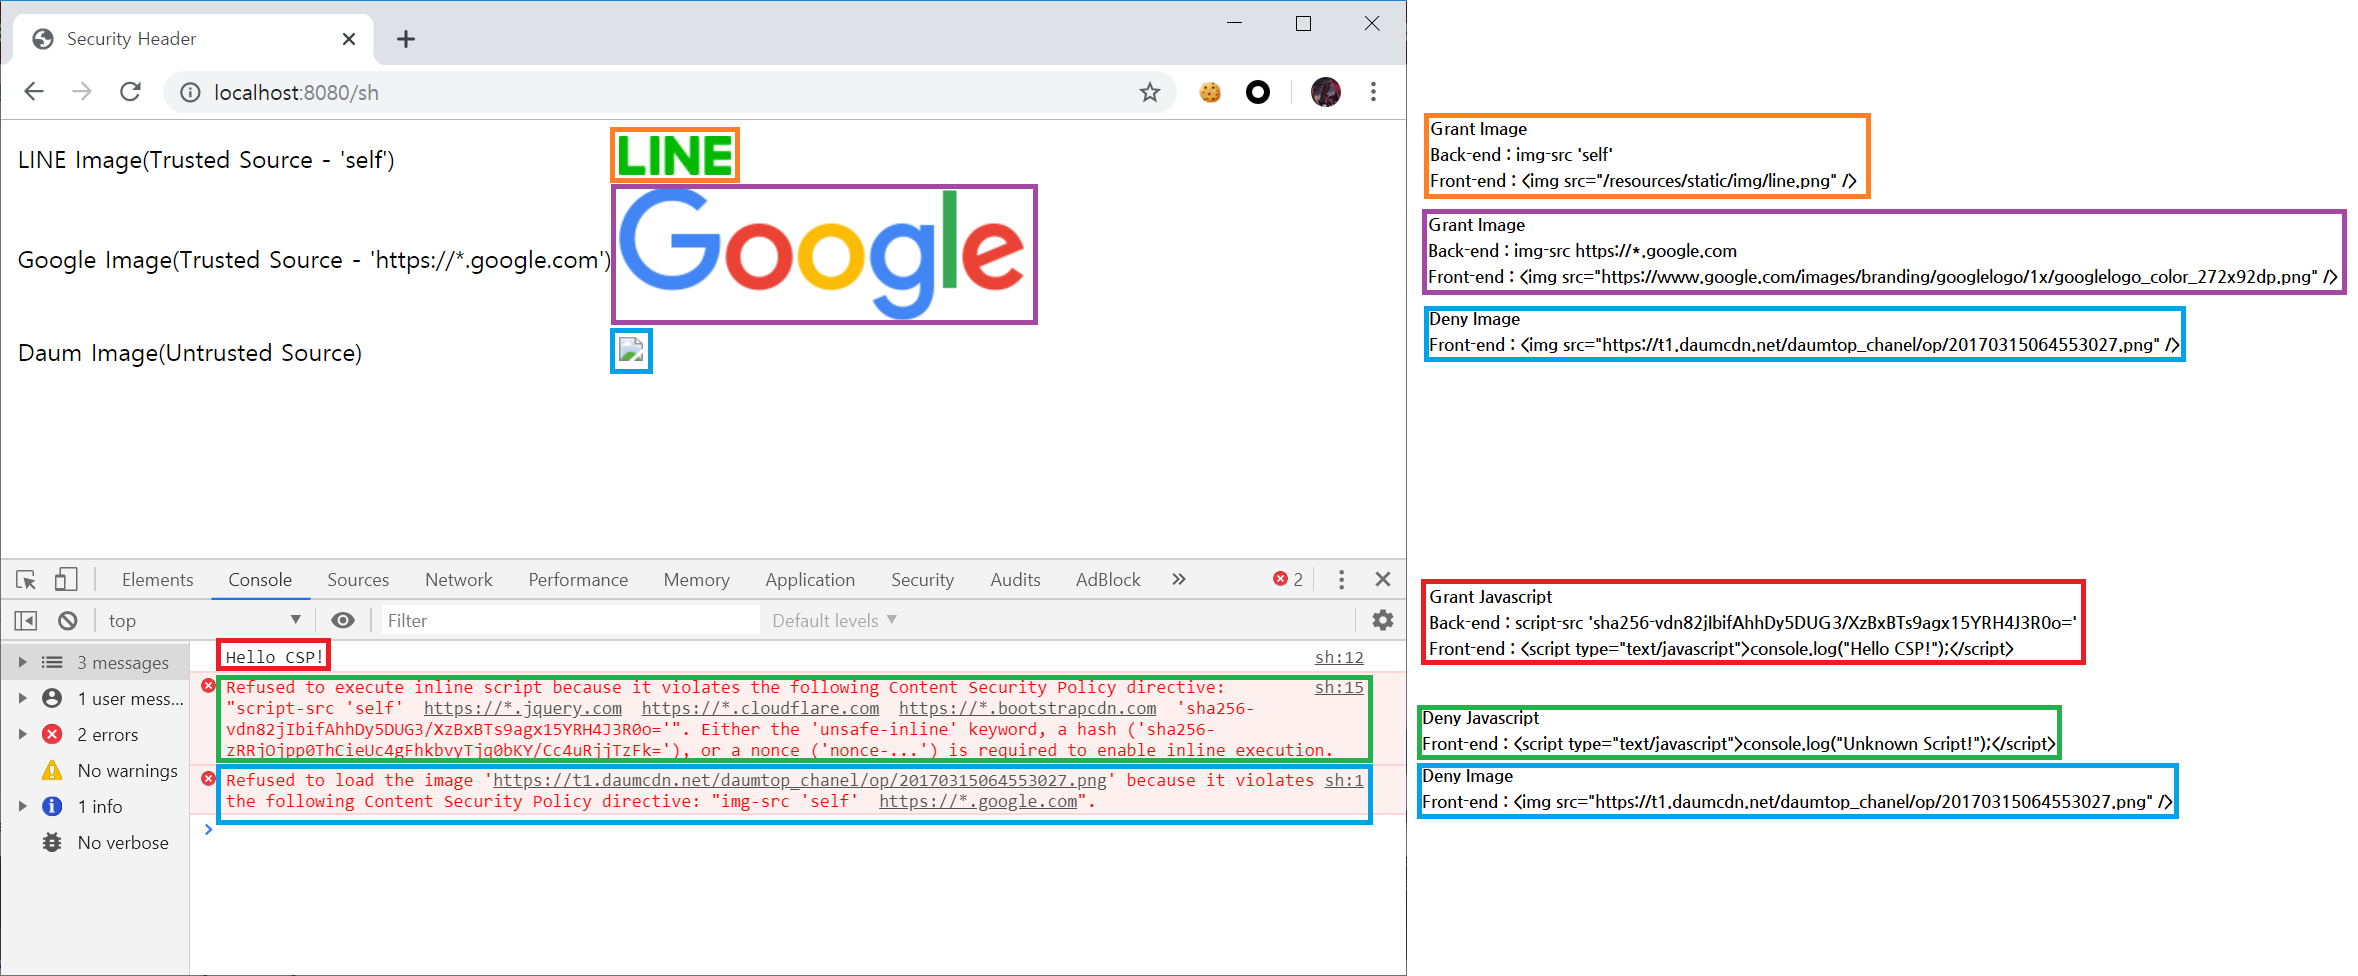 Security Header
localhost:8080/sh
LINE Image(Trusted Source - 'self')
LINE
Google Image(Trusted Source - 'https://*.google.com')
Google
Daum Image(Untrusted Source)
Grant Image
Back-end : img-src 'self'
Front-end : <img src="/resources/static/img/line.png" />
Grant Image
Back-end : img-src https://*.google.com
Front-end : <img src="https://www.google.com/images/branding/googlelogo/1x/googlelogo_color_272x92dp.png" />
Deny Image
Front-end : <img src="https://t1.daumcdn.net/daumtop_chanel/op/20170315064553027.png" />
Elements Console Sources Network Performance Memory Application Security Audits AdBlock » 2
top Filter Default levels
3 messages
1 user mess...
2 errors
No warnings
1 info
No verbose
Hello CSP! sh:12
Refused to execute inline script because it violates the following Content Security Policy directive: sh:15
"script-src 'self' https://*.jquery.com https://*.cloudflare.com https://*.bootstrapcdn.com 'sha256-
vdn82jIbifAhhDy5DUG3/XzBxBTs9agx15YRH4J3R0o='". Either the 'unsafe-inline' keyword, a hash ('sha256-
zRRjOjpp0ThCieUc4gFhkbvyTjq0bKY/Cc4uRjjTzFk='), or a nonce ('nonce-...') is required to enable inline execution.
Refused to load the image 'https://t1.daumcdn.net/daumtop_chanel/op/20170315064553027.png' because it violates sh:1
the following Content Security Policy directive: "img-src 'self' https://*.google.com".
Grant Javascript
Back-end : script-src 'sha256-vdn82jIbifAhhDy5DUG3/XzBxBTs9agx15YRH4J3R0o='
Front-end : <script type="text/javascript">console.log("Hello CSP!");</script>
Deny Javascript
Front-end : <script type="text/javascript">console.log("Unknown Script!");</script>
Deny Image
Front-end : <img src="https://t1.daumcdn.net/daumtop_chanel/op/20170315064553027.png" />